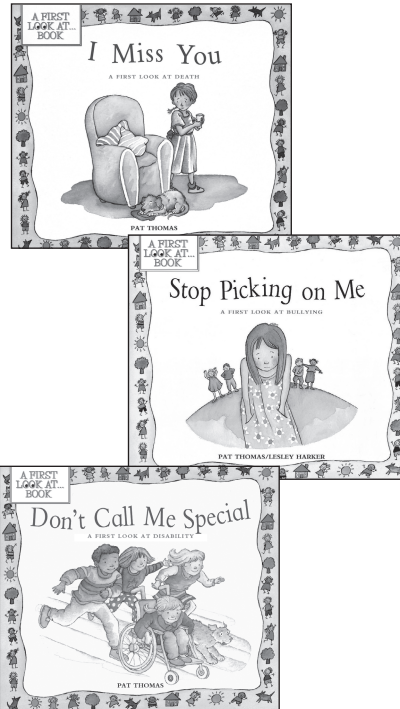 A FIRST
LOOK AT...
BOOK
I Miss You
A FIRST LOOK AT DEATH
PAT THOMAS
A FIRST
LOOK AT...
BOOK
Stop Picking on Me
A FIRST LOOK AT BULLYING
PAT THOMAS/LESLEY HARKER
A FIRST
LOOK AT...
BOOK
Don't Call Me Special
A FIRST LOOK AT DISABILITY
PAT THOMAS